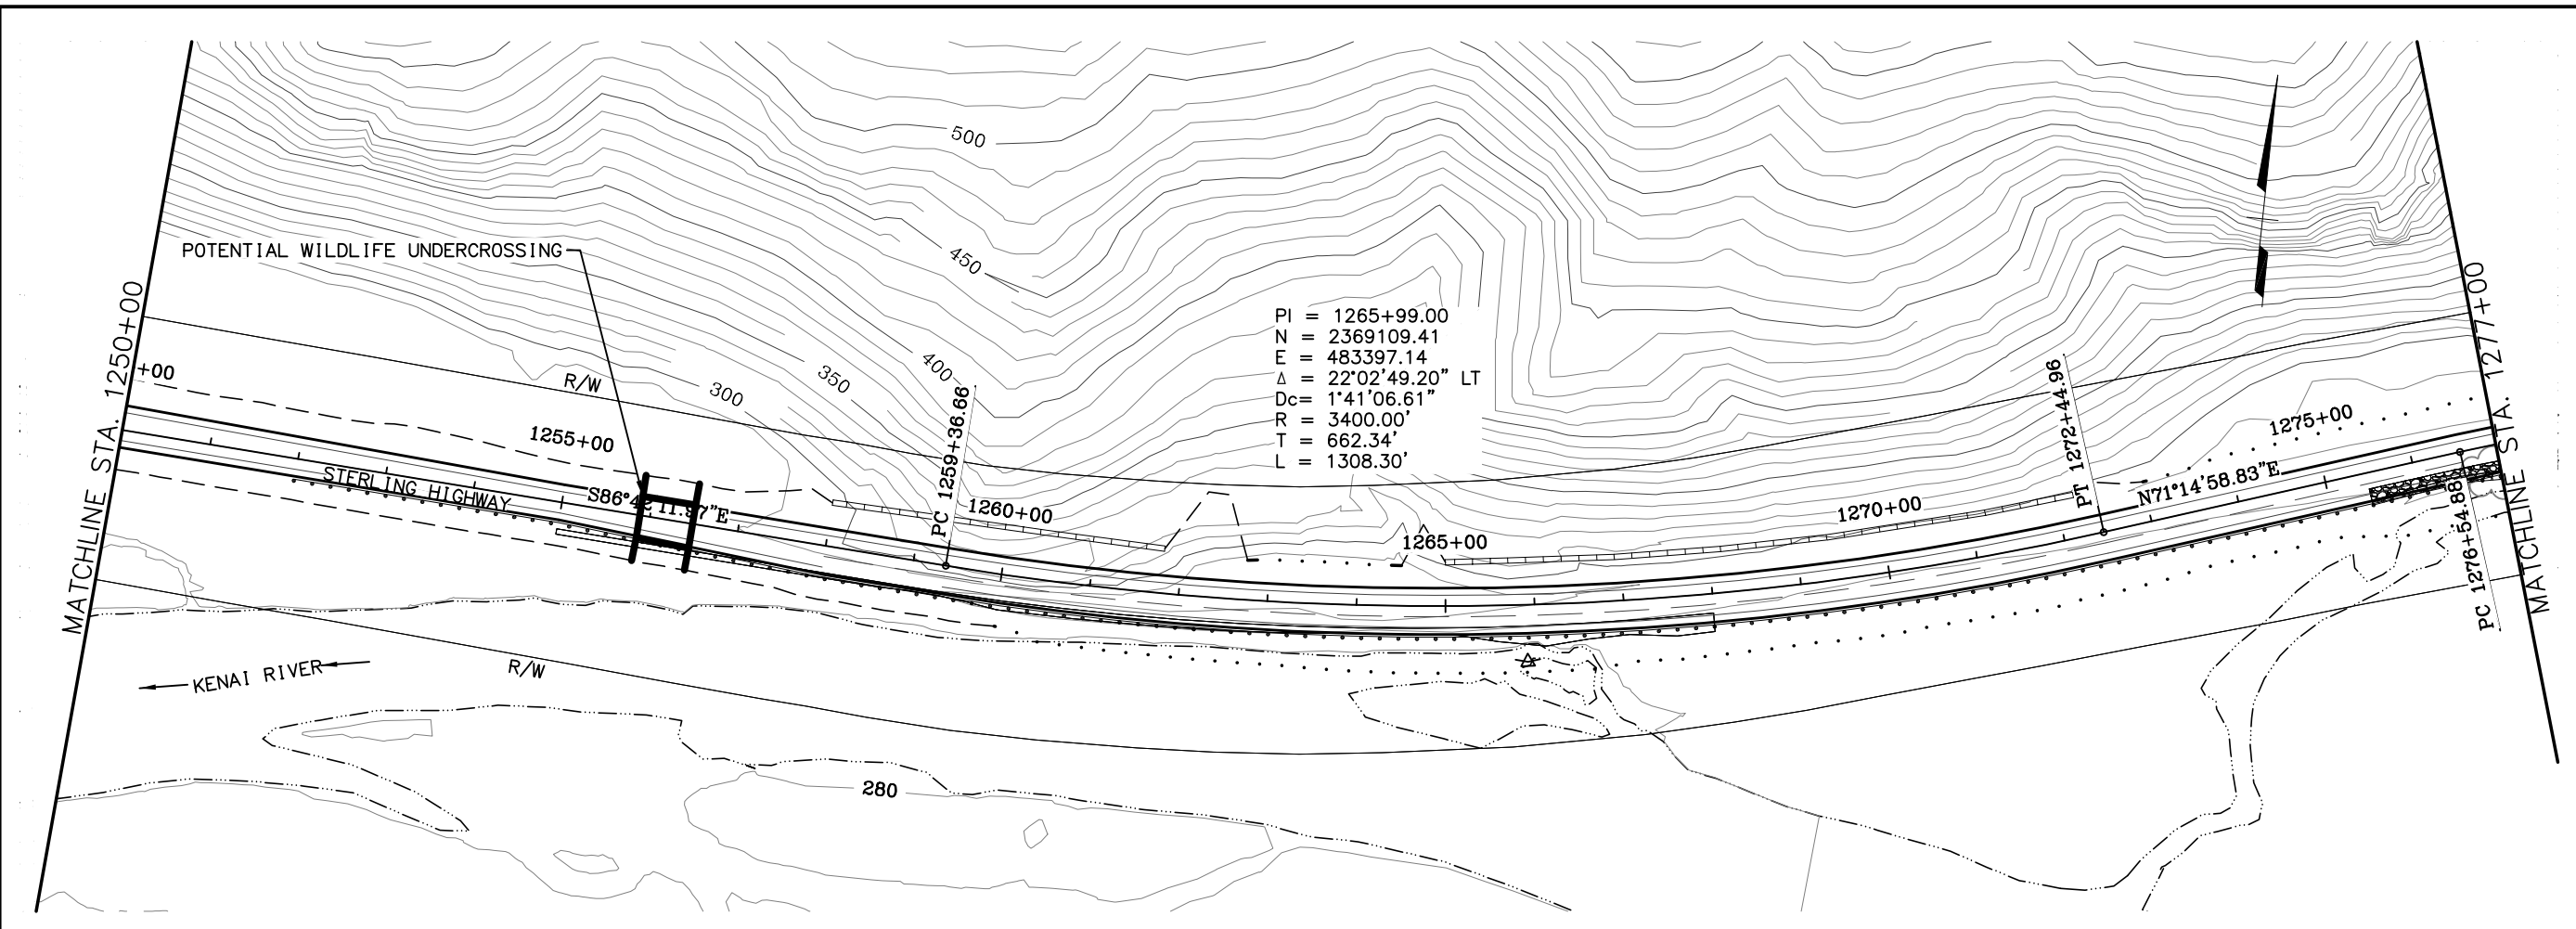 500
POTENTIAL WILDLIFE UNDERCROSSING
450
MATCHLINE STA. 1250+00
MATCHLINE STA. 1277+00
PI = 1265+99.00
N = 2369109.41
E = 483397.14
Δ = 22°02'49.20" LT
Dc= 1°41'06.61"
R = 3400.00'
T = 662.34'
L = 1308.30'
+00
R/W
300
350
400
PC 1259+36.66
PT 1272+44.96
1275+00
1255+00
STERLING HIGHWAY
1260+00
1265+00
1270+00
N71°14'58.83"E
PC 1276+54.88
KENAI RIVER
R/W
280